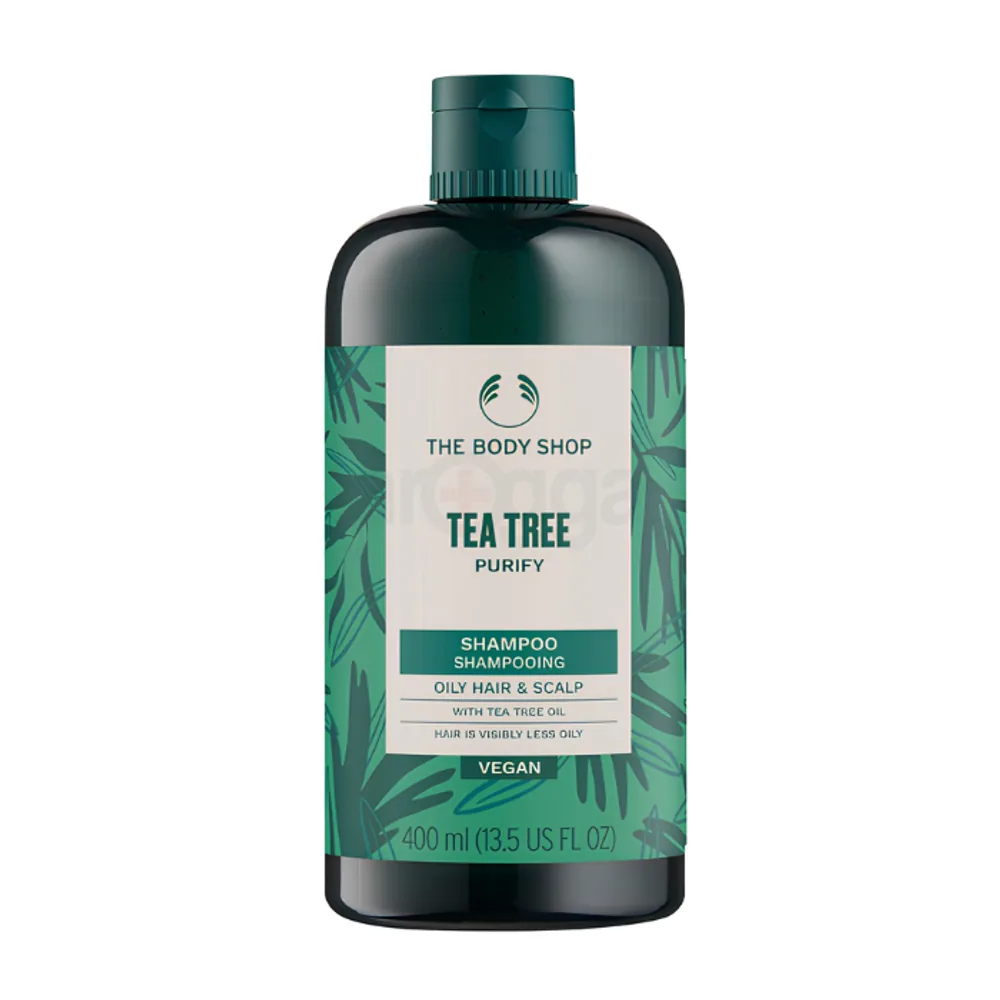 THE BODY SHOP
arogga
TEA TREE
PURIFY
SHAMPOO
SHAMPOOING
OILY HAIR & SCALP
WITH TEA TREE OIL
HAIR IS VISIBLY LESS OILY
VEGAN
400 ml (13.5 US FL OZ)